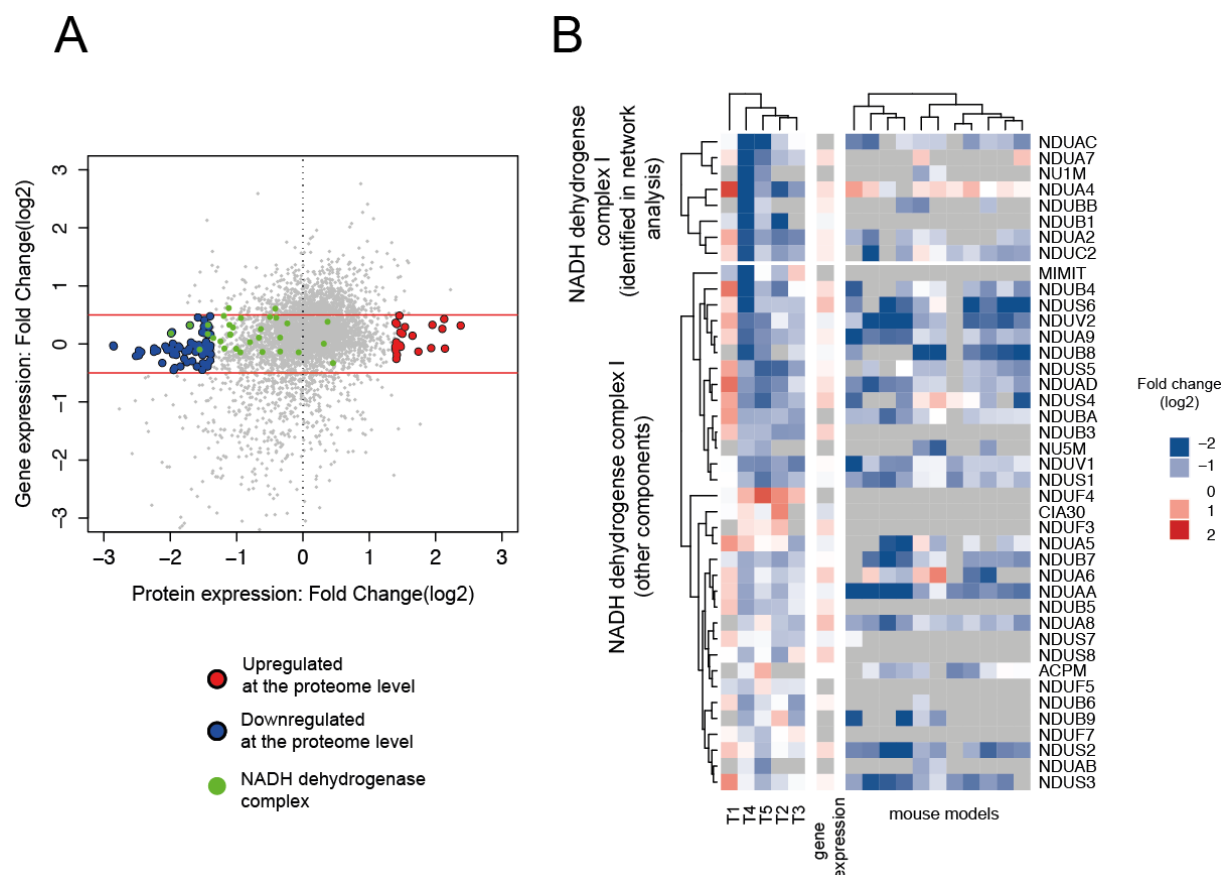 A
B
Gene expression: Fold Change(log2)
3
2
1
0
−1
−2
−3
−3
−2
−1
0
1
2
3
Protein expression: Fold Change(log2)
Upregulated
at the proteome level
Downregulated
at the proteome level
NADH dehydrogenase
complex
NADH dehydrogense
complex I
(identified in network
analysis)
NADH dehydrogense complex I
(other components)
NDUAC
NDUA7
NU1M
NDUA4
NDUBB
NDUB1
NDUA2
NDUC2
MIMIT
NDUB4
NDUS6
NDUV2
NDUA9
NDUB8
NDUS5
NDUAD
NDUS4
NDUBA
NDUB3
NU5M
NDUV1
NDUS1
NDUF4
CIA30
NDUF3
NDUA5
NDUB7
NDUA6
NDUAA
NDUB5
NDUA8
NDUS7
NDUS8
ACPM
NDUF5
NDUB6
NDUB9
NDUF7
NDUS2
NDUAB
NDUS3
T1
T4
T5
T2
T3
gene
expression
mouse models
Fold change
(log2)
−2
−1
0
1
2